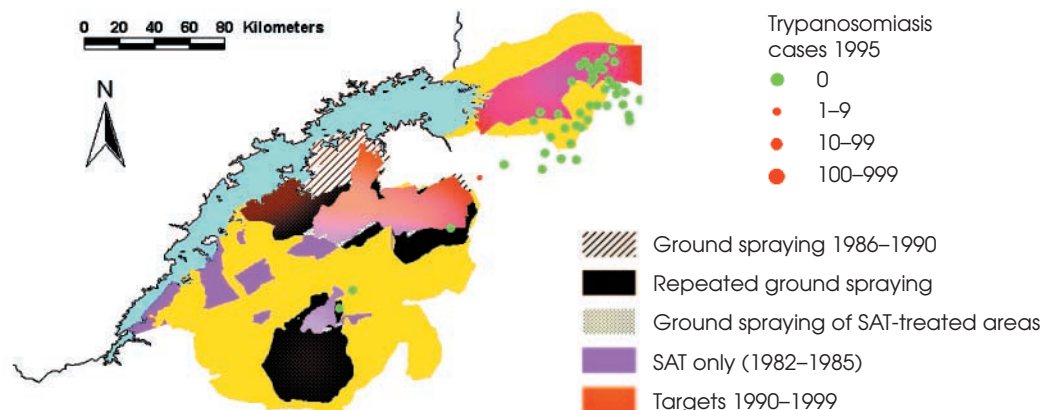 0 20 40 60 80 Kilometers
N
Trypanosomiasis
cases 1995
0
1–9
10–99
100–999
Ground spraying 1986–1990
Repeated ground spraying
Ground spraying of SAT-treated areas
SAT only (1982–1985)
Targets 1990–1999